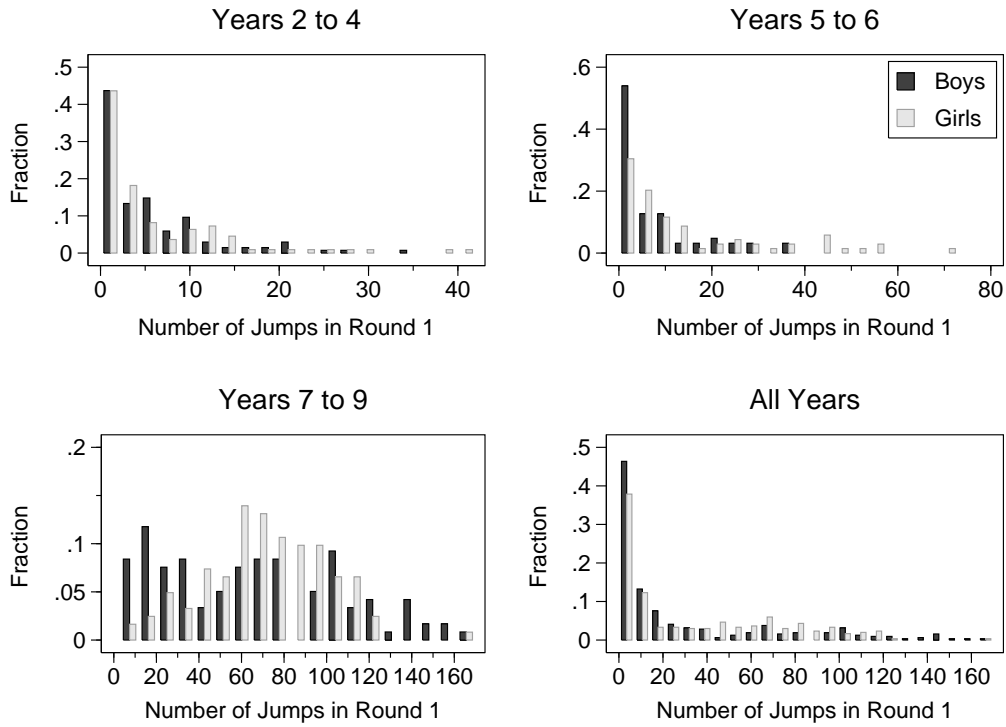 Years 2 to 4
.5
.4
.3
.2
.1
0
Fraction
0 10 20 30 40
Number of Jumps in Round 1
Years 5 to 6
.6
.4
.2
0
Fraction
Boys
Girls
0 20 40 60 80
Number of Jumps in Round 1
Years 7 to 9
.2
.1
.05
0
Fraction
0 20 40 60 80 100 120 140 160
Number of Jumps in Round 1
All Years
.5
.4
.3
.2
.1
0
Fraction
0 20 40 60 80 100 120 140 160
Number of Jumps in Round 1